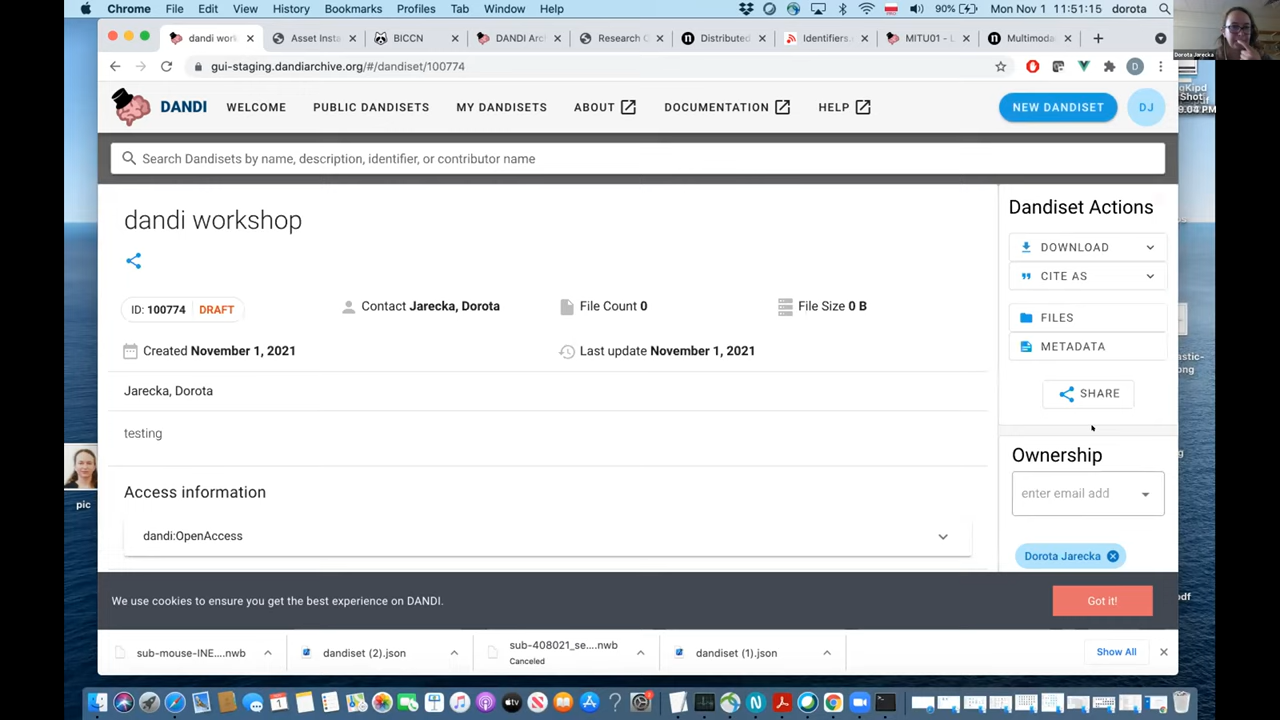 Chrome File Edit View History Bookmarks Profiles Tab Window Help 90% Mon Nov 1 11:51:15 dorota
Dorota Jarecka
dandi work Asset Insta BICCN DANDI Arch Research C Distributed Identifiers. MITU01 - L Multimoda
gui-staging.dandiarchive.org/#/dandiset/100774 D
DANDI WELCOME PUBLIC DANDISETS MY DANDISETS ABOUT DOCUMENTATION HELP NEW DANDISET DJ
Search Dandisets by name, description, identifier, or contributor name
dandi workshop
ID: 100774 DRAFT
Contact Jarecka, Dorota
File Count 0
File Size 0 B
Created November 1, 2021
Last update November 1, 2021
Jarecka, Dorota
testing
Access information
dandi:OpenAccess
Dandiset Actions
DOWNLOAD
CITE AS
FILES
METADATA
SHARE
Ownership
enter email add
Dorota Jarecka
pic
We use cookies to ensure you get the best experience on DANDI.
Got it!
sub-mouse-INE....nwb
dandiset (2).json
sub-408021_se....nwb
Canceled
dandiset (1).json
Show All